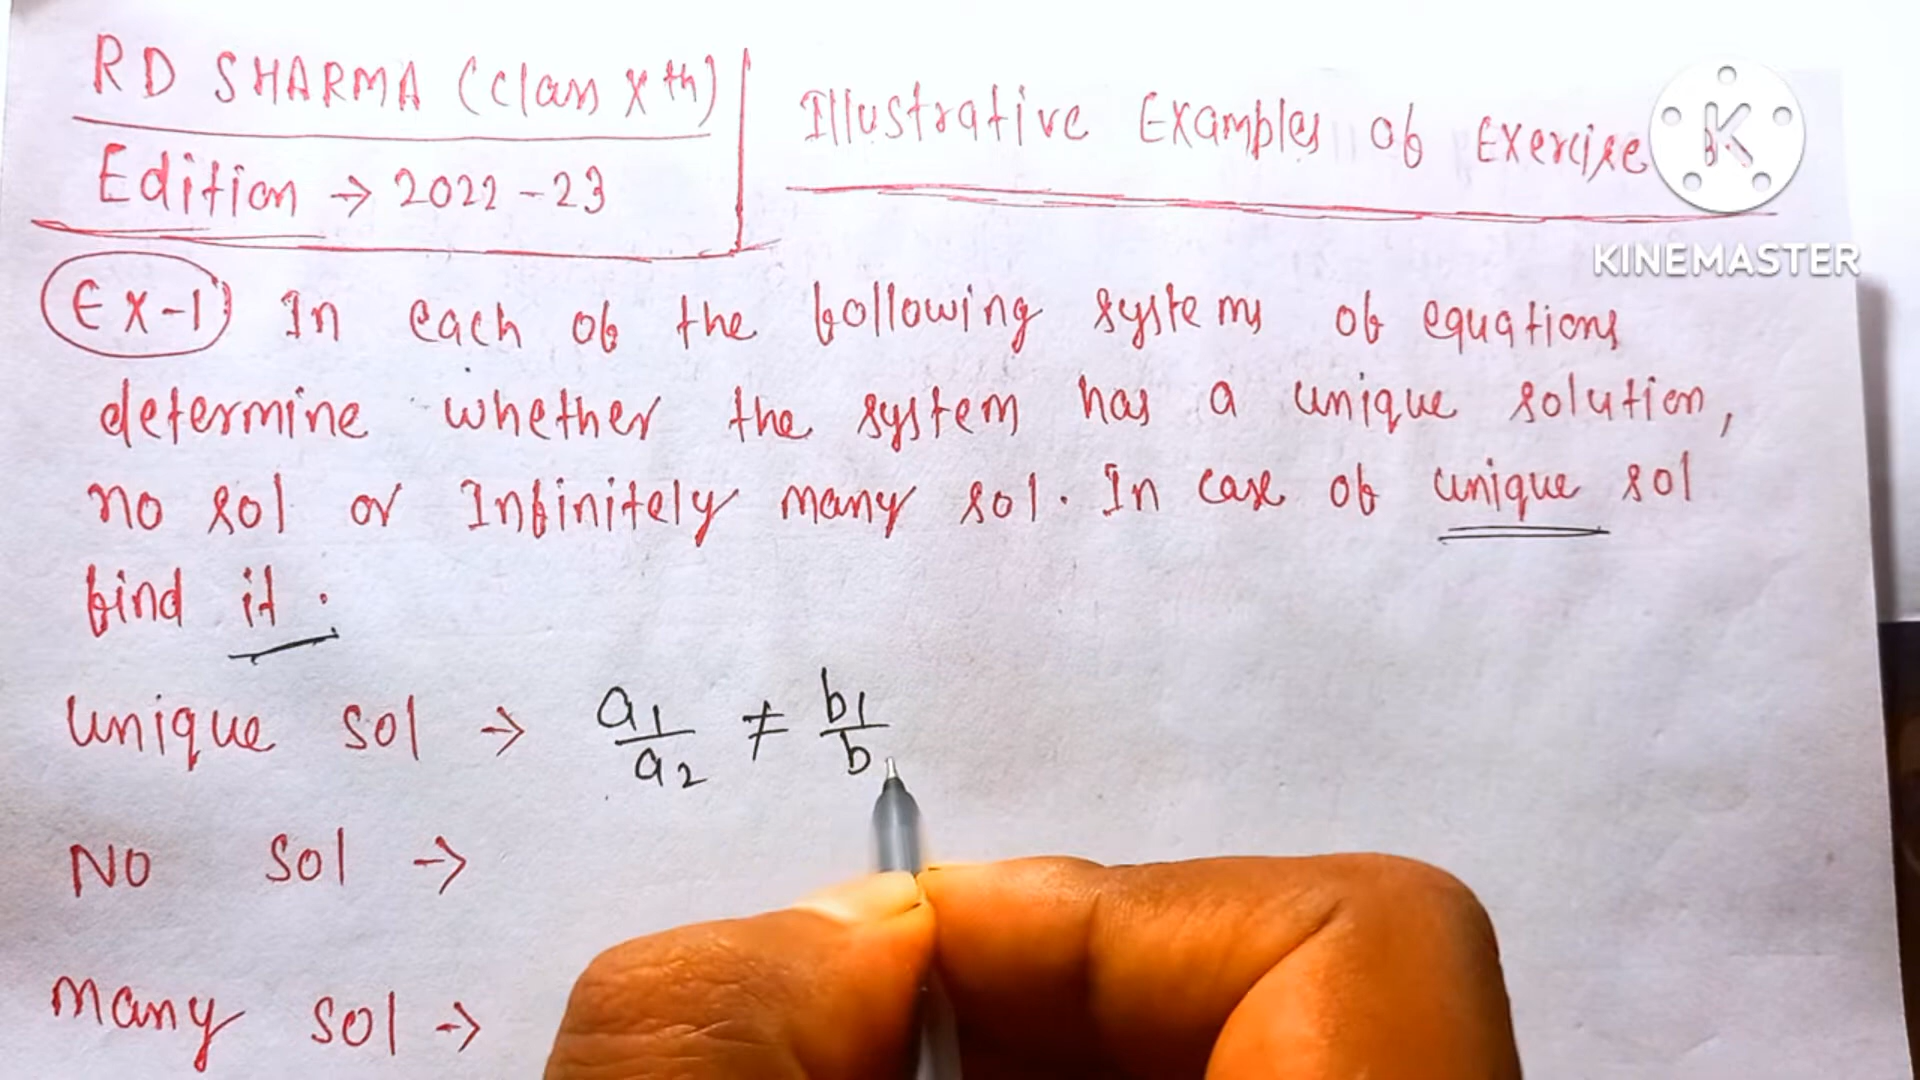 RD SHARMA (Class Xth)
Edition → 2022-23
Illustrative Examples of Exercise
K
KINEMASTER
EX-1) In each of the following systems of equations
determine whether the system has a unique solution,
no sol or Infinitely many sol. In case of unique sol
find it.
Unique sol → a1/a2 ≠ b1/b
NO sol →
Many sol →